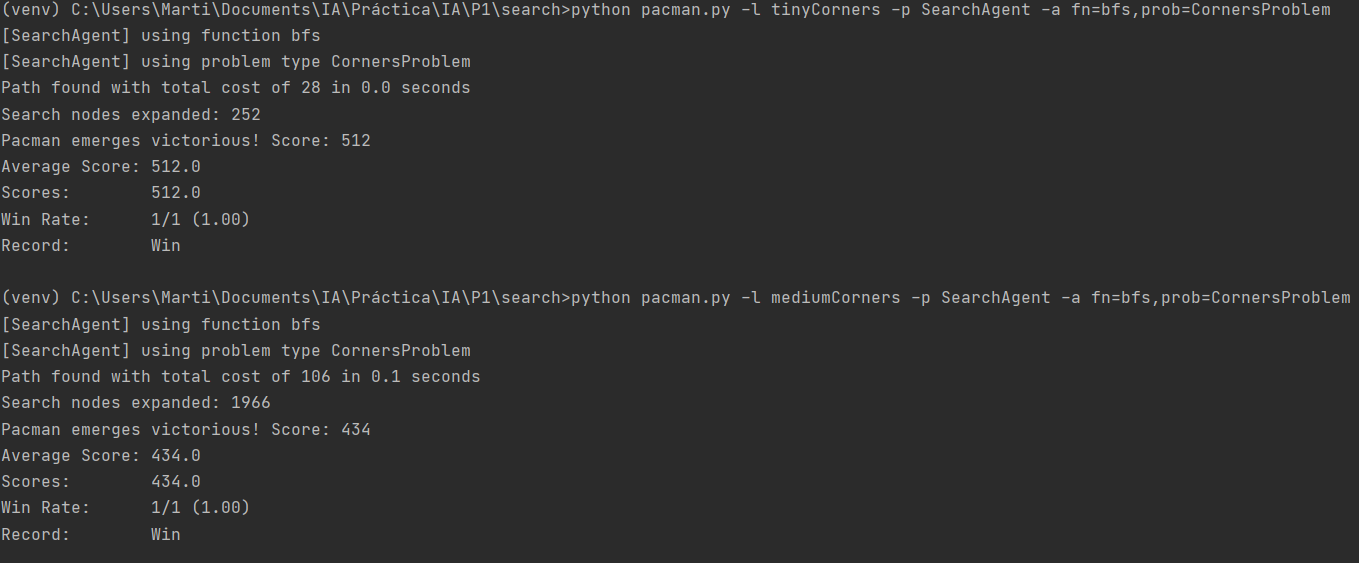 (venv) C:\Users\Marti\Documents\IA\Práctica\IA\P1\search>python pacman.py -l tinyCorners -p SearchAgent -a fn=bfs,prob=CornersProblem
[SearchAgent] using function bfs
[SearchAgent] using problem type CornersProblem
Path found with total cost of 28 in 0.0 seconds
Search nodes expanded: 252
Pacman emerges victorious! Score: 512
Average Score: 512.0
Scores:        512.0
Win Rate:      1/1 (1.00)
Record:        Win

(venv) C:\Users\Marti\Documents\IA\Práctica\IA\P1\search>python pacman.py -l mediumCorners -p SearchAgent -a fn=bfs,prob=CornersProblem
[SearchAgent] using function bfs
[SearchAgent] using problem type CornersProblem
Path found with total cost of 106 in 0.1 seconds
Search nodes expanded: 1966
Pacman emerges victorious! Score: 434
Average Score: 434.0
Scores:        434.0
Win Rate:      1/1 (1.00)
Record:        Win